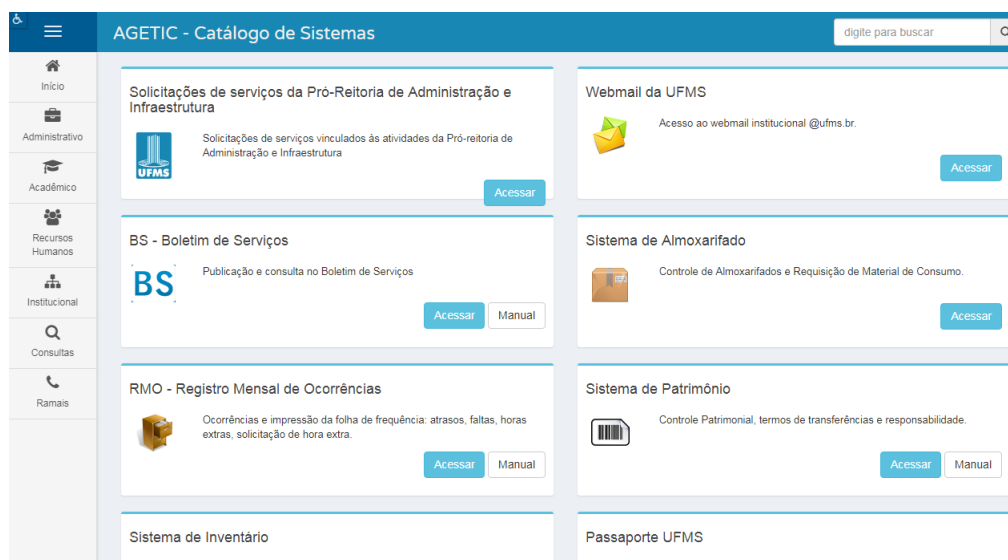 AGETIC - Catálogo de Sistemas
digite para buscar
Início
Administrativo
Acadêmico
Recursos
Humanos
Institucional
Consultas
Ramais
Solicitações de serviços da Pró-Reitoria de Administração e
Infraestrutura
UFMS
Solicitações de serviços vinculados às atividades da Pró-reitoria de
Administração e Infraestrutura
Acessar
Webmail da UFMS
Acesso ao webmail institucional @ufms.br.
Acessar
BS - Boletim de Serviços
BS
Publicação e consulta no Boletim de Serviços
Acessar
Manual
Sistema de Almoxarifado
Controle de Almoxarifados e Requisição de Material de Consumo.
Acessar
RMO - Registro Mensal de Ocorrências
Ocorrências e impressão da folha de frequência: atrasos, faltas, horas
extras, solicitação de hora extra.
Acessar
Manual
Sistema de Patrimônio
Controle Patrimonial, termos de transferências e responsabilidade.
Acessar
Manual
Sistema de Inventário
Passaporte UFMS